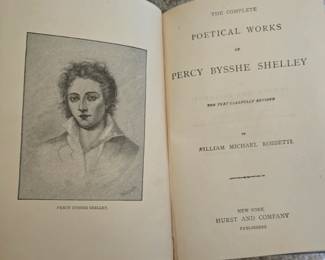 PERCY BYSSHE SHELLEY.
THE COMPLETE
POETICAL WORKS
OF
PERCY BYSSHE SHELLEY
THE TEXT CAREFULLY REVISED
BY
WILLIAM MICHAEL ROSSETTI.
NEW YORK
HURST AND COMPANY
PUBLISHERS